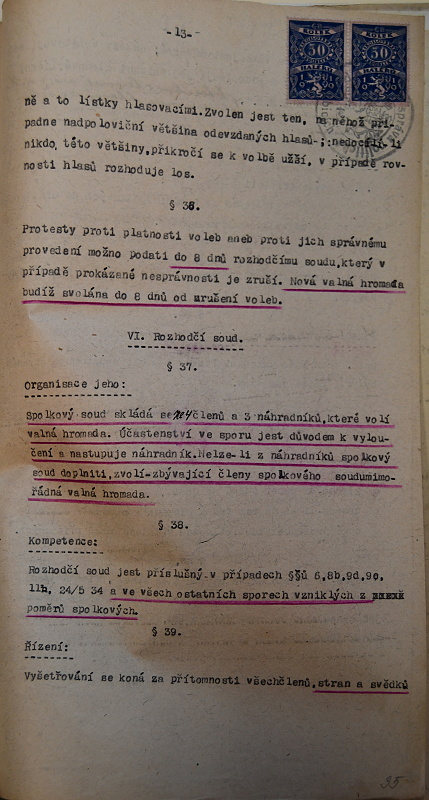 -13-
KOLEK KOLEK
50 50
HALÉŘŮ HALÉŘŮ
ně a to lístky hlasovacími.Zvolen jest ten, na něhož při-
padne nadpoloviční většina odevzdaných hlasů-;nedocílí-li
nikdo, této většiny,přikročí se k volbě užší, v případě rov-
nosti hlasů rozhoduje los.
§ 36.
Protesty proti platnosti voleb aneb proti jich správnému
provedení možno podati do 8 dnů rozhodčímu soudu,který v
případě prokázané nesprávnosti je zruší. Nová valná hromada
budíž svolána do 8 dnů od zrušení voleb.
VI. Rozhodčí soud.
§ 37.
Organisace jeho:
Spolkový soud skládá se z členů a 3 náhradníků,které volí
valná hromada. Účastenství ve sporu jest důvodem k vylou-
čení a nastupuje náhradník.Nelze-li z náhradníků spolkový
soud doplniti,zvolí-zbývající členy spolkového soudumimo-
řádná valná hromada.
§ 38.
Kompetence:
Rozhodčí soud jest příslušný v případech §§ů 6,8b,9d,9e,
11h, 24/5 34 a ve všech ostatních sporech vzniklých z
poměrů spolkových.
§ 39.
Řízení:
Vyšetřování se koná za přítomnosti všechčlenů,stran a svědků
35